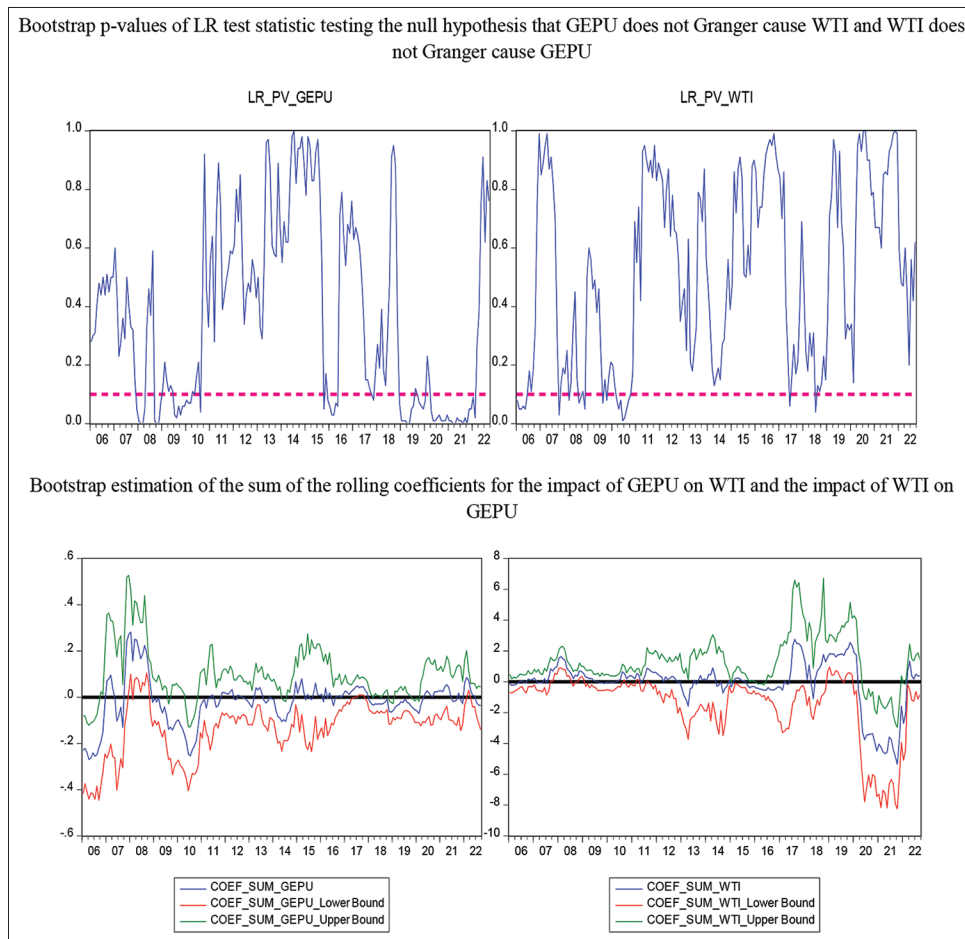 Bootstrap p-values of LR test statistic testing the null hypothesis that GEPU does not Granger cause WTI and WTI does
not Granger cause GEPU
LR_PV_GEPU
1.0
0.8
0.6
0.4
0.2
0.0
06 07 08 09 10 11 12 13 14 15 16 17 18 19 20 21 22
LR_PV_WTI
1.0
0.8
0.6
0.4
0.2
0.0
06 07 08 09 10 11 12 13 14 15 16 17 18 19 20 21 22
Bootstrap estimation of the sum of the rolling coefficients for the impact of GEPU on WTI and the impact of WTI on
GEPU
.6
.4
.2
.0
-.2
-.4
-.6
06 07 08 09 10 11 12 13 14 15 16 17 18 19 20 21 22
COEF_SUM_GEPU
COEF_SUM_GEPU_Lower Bound
COEF_SUM_GEPU_Upper Bound
8
6
4
2
0
-2
-4
-6
-8
-10
06 07 08 09 10 11 12 13 14 15 16 17 18 19 20 21 22
COEF_SUM_WTI
COEF_SUM_WTI_Lower Bound
COEF_SUM_WTI_Upper Bound